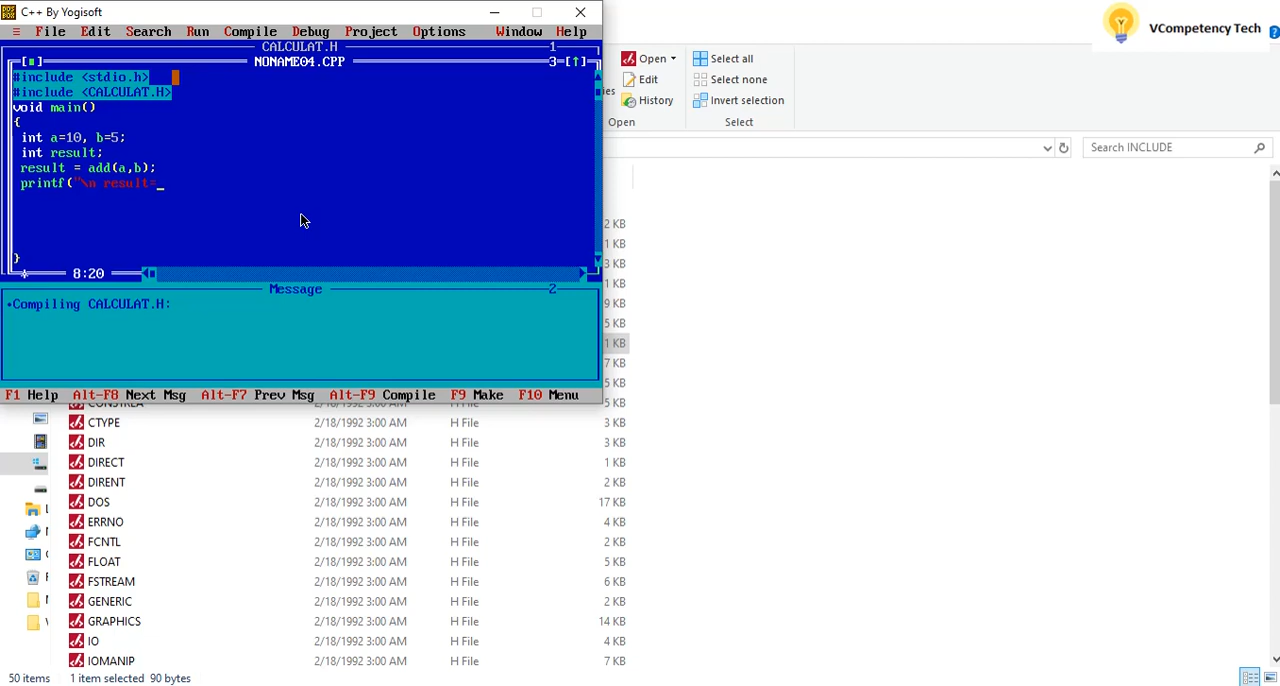 C++ By Yogisoft
≡ File Edit Search Run Compile Debug Project Options Window Help
CALCULAT.H 1
[■] NONAME04.CPP 3=[↑]
#include <stdio.h>
#include <CALCULAT.H>
void main()
{
int a=10, b=5;
int result;
result = add(a,b);
printf("\n result=_
}
* 8:20
Message 2
•Compiling CALCULAT.H:
F1 Help Alt-F8 Next Msg Alt-F7 Prev Msg Alt-F9 Compile F9 Make F10 Menu
VCompetency Tech
Open Select all
Edit Select none
History Invert selection
Open Select
Search INCLUDE
2 KB
1 KB
3 KB
1 KB
9 KB
5 KB
1 KB
7 KB
5 KB
5 KB
CTYPE 2/18/1992 3:00 AM H File 3 KB
DIR 2/18/1992 3:00 AM H File 3 KB
DIRECT 2/18/1992 3:00 AM H File 1 KB
DIRENT 2/18/1992 3:00 AM H File 2 KB
DOS 2/18/1992 3:00 AM H File 17 KB
ERRNO 2/18/1992 3:00 AM H File 4 KB
FCNTL 2/18/1992 3:00 AM H File 2 KB
FLOAT 2/18/1992 3:00 AM H File 5 KB
FSTREAM 2/18/1992 3:00 AM H File 6 KB
GENERIC 2/18/1992 3:00 AM H File 2 KB
GRAPHICS 2/18/1992 3:00 AM H File 14 KB
IO 2/18/1992 3:00 AM H File 4 KB
IOMANIP 2/18/1992 3:00 AM H File 7 KB
50 items 1 item selected 90 bytes